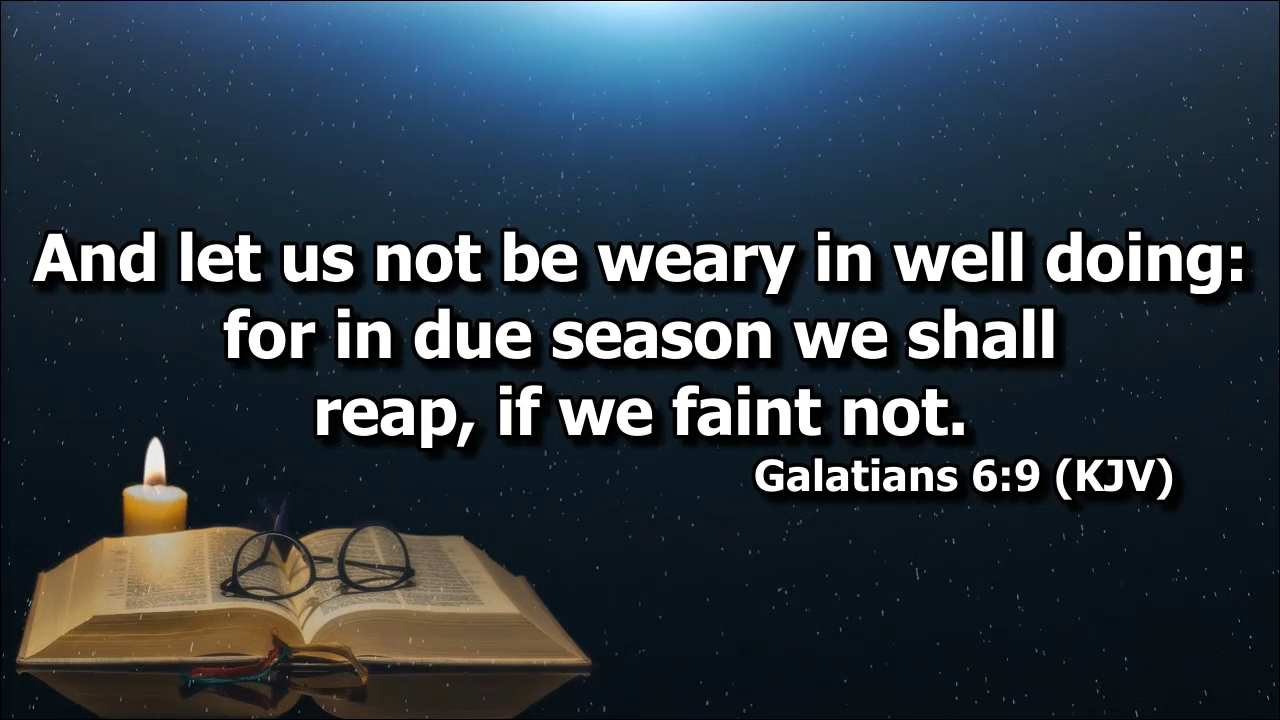 And let us not be weary in well doing:
for in due season we shall
reap, if we faint not.
Galatians 6:9 (KJV)